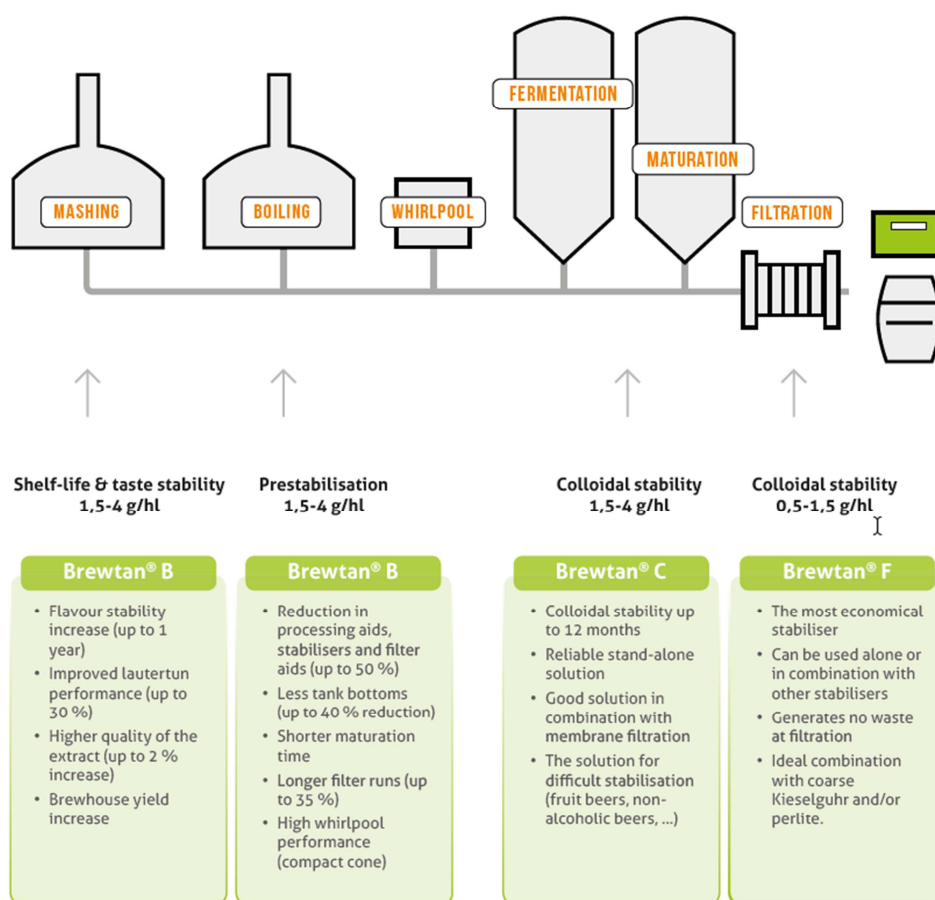 FERMENTATION
MATURATION
MASHING
BOILING
WHIRLPOOL
FILTRATION
Shelf-life & taste stability
1,5-4 g/hl
Prestabilisation
1,5-4 g/hl
Colloidal stability
1,5-4 g/hl
Colloidal stability
0,5-1,5 g/hl
Brewtan® B
• Flavour stability
increase (up to 1
year)
• Improved lautertun
performance (up to
30 %)
• Higher quality of the
extract (up to 2 %
increase)
• Brewhouse yield
increase
Brewtan® B
• Reduction in
processing aids,
stabilisers and filter
aids (up to 50 %)
• Less tank bottoms
(up to 40 % reduction)
• Shorter maturation
time
• Longer filter runs (up
to 35 %)
• High whirlpool
performance
(compact cone)
Brewtan® C
• Colloidal stability up
to 12 months
• Reliable stand-alone
solution
• Good solution in
combination with
membrane filtration
• The solution for
difficult stabilisation
(fruit beers, non-
alcoholic beers, ...)
Brewtan® F
• The most economical
stabiliser
• Can be used alone or
in combination with
other stabilisers
• Generates no waste
at filtration
• Ideal combination
with coarse
Kieselguhr and/or
perlite.